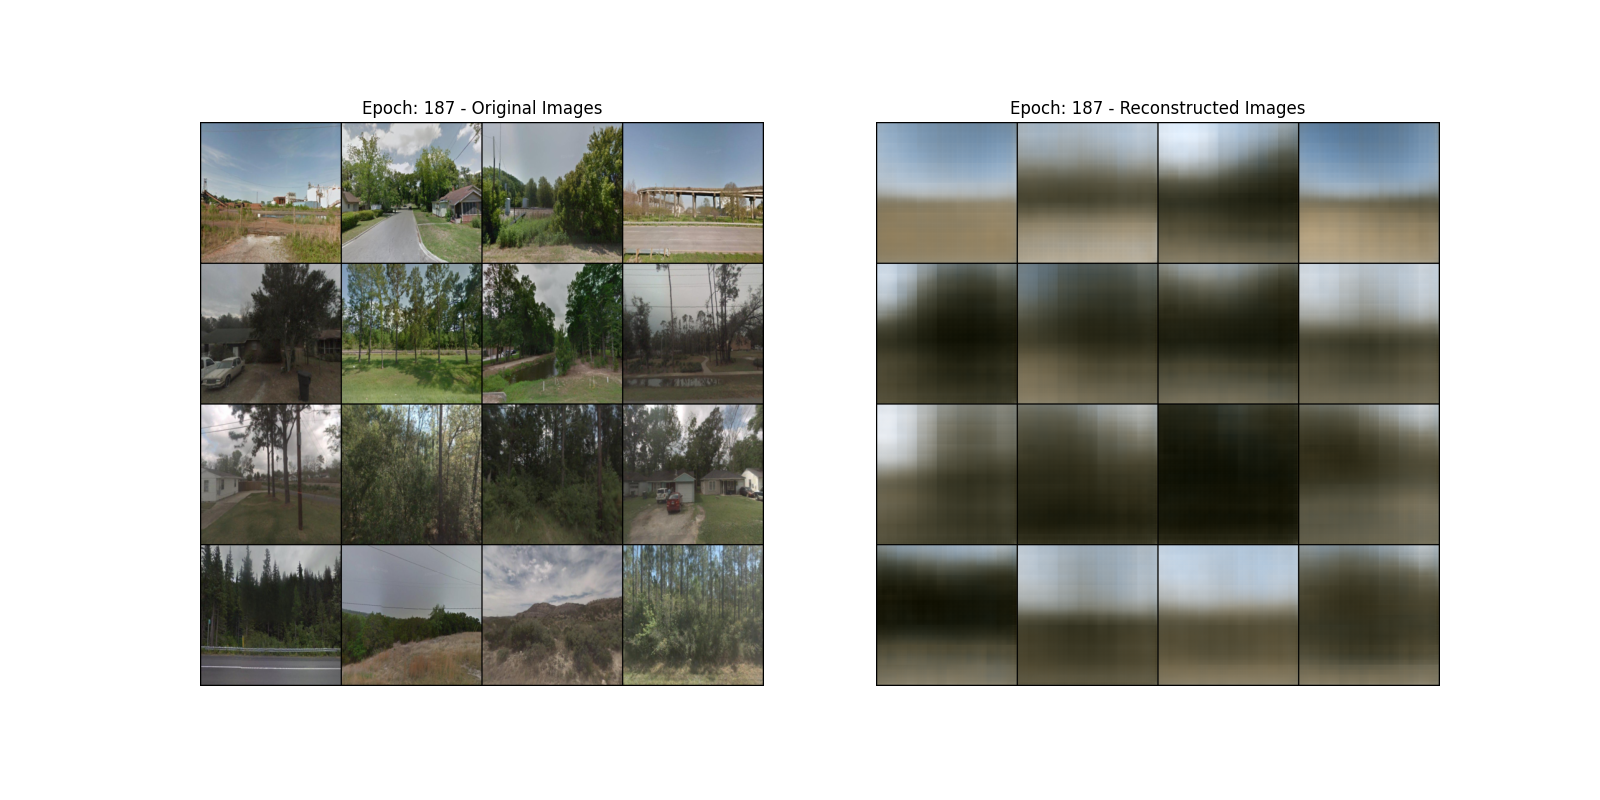 Epoch: 187 - Original Images
Epoch: 187 - Reconstructed Images